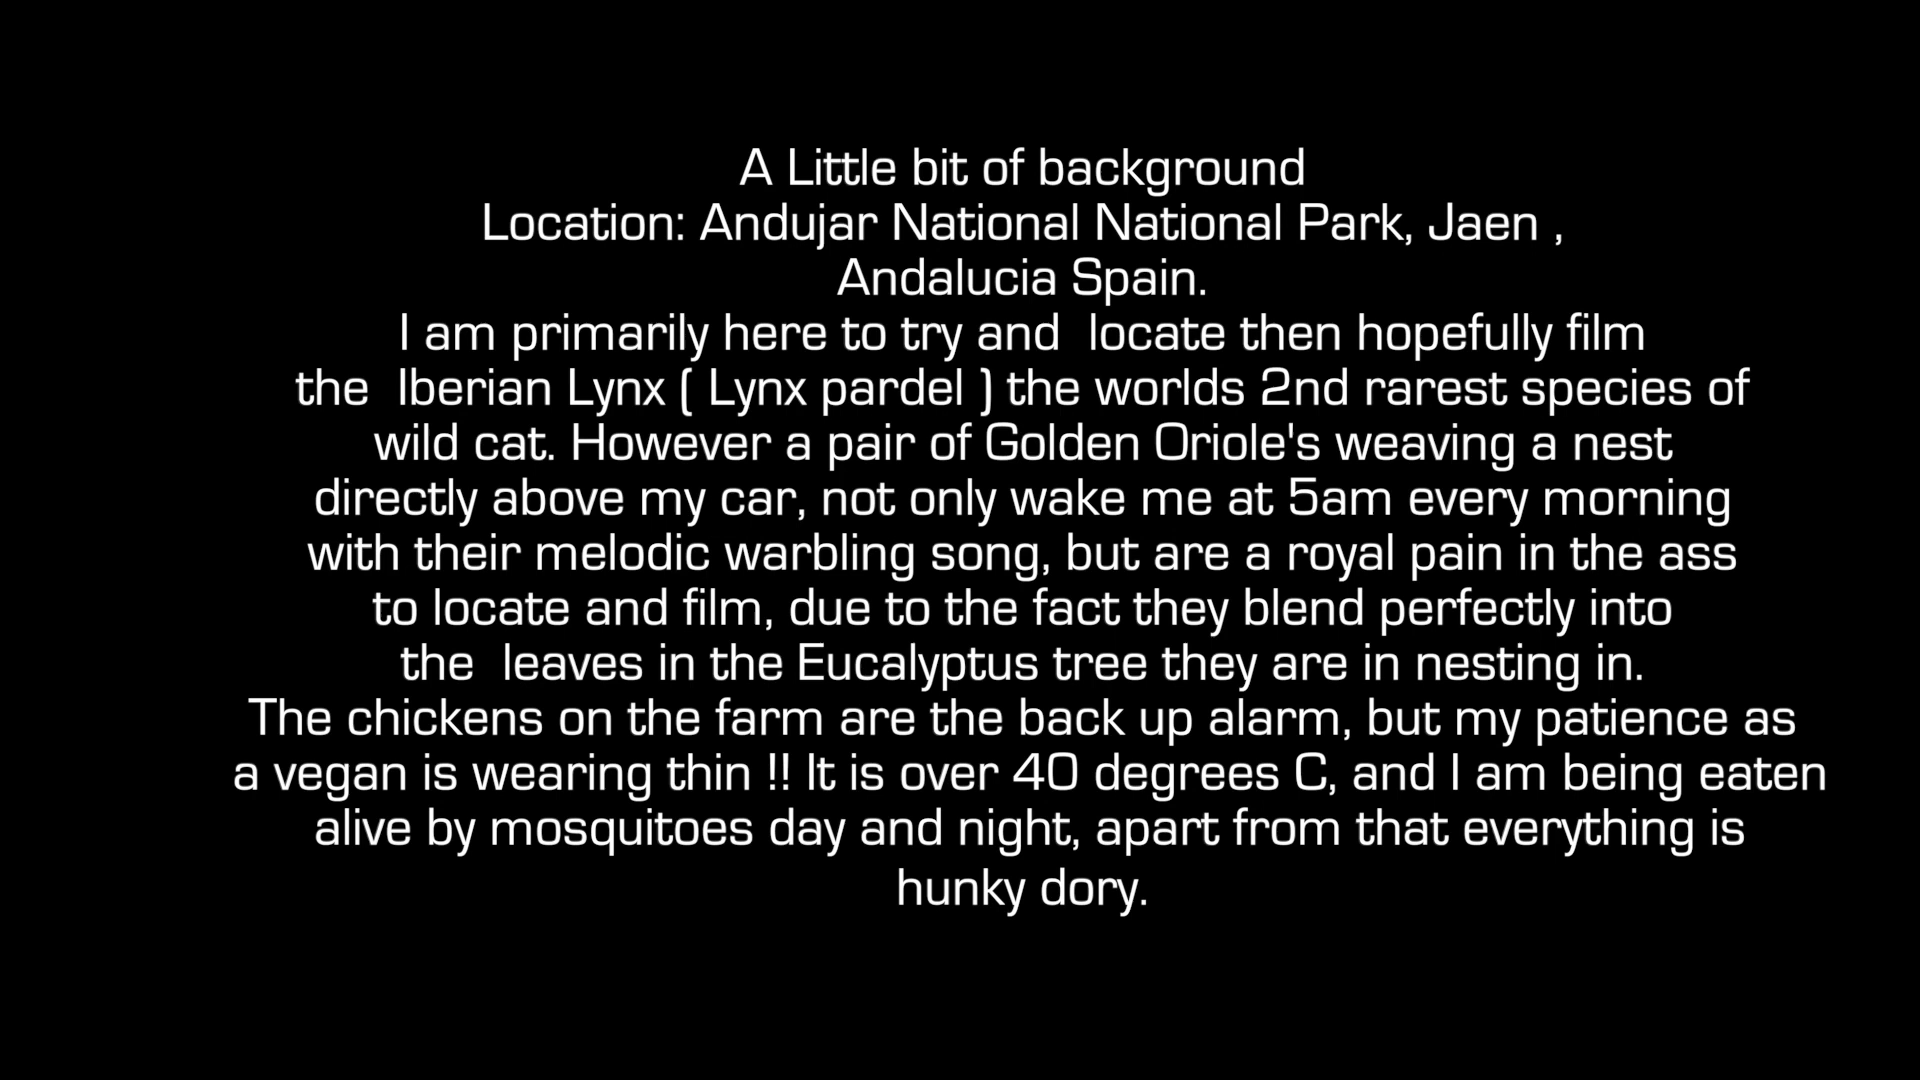 A Little bit of background
Location: Andujar National National Park, Jaen ,
Andalucia Spain.
I am primarily here to try and  locate then hopefully film
the  Iberian Lynx ( Lynx pardel ) the worlds 2nd rarest species of
wild cat. However a pair of Golden Oriole's weaving a nest
directly above my car, not only wake me at 5am every morning
with their melodic warbling song, but are a royal pain in the ass
to locate and film, due to the fact they blend perfectly into
the  leaves in the Eucalyptus tree they are in nesting in.
The chickens on the farm are the back up alarm, but my patience as
a vegan is wearing thin !! It is over 40 degrees C, and I am being eaten
alive by mosquitoes day and night, apart from that everything is
hunky dory.